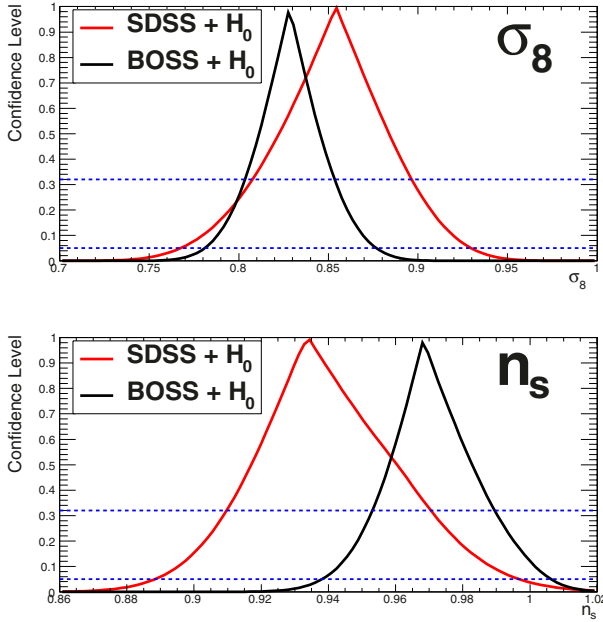 1
0.9
0.8
0.7
0.6
0.5
0.4
0.3
0.2
0.1
0
Confidence Level
SDSS + H₀
BOSS + H₀
σ₈
0.7 0.75 0.8 0.85 0.9 0.95 1
σ₈
1
0.9
0.8
0.7
0.6
0.5
0.4
0.3
0.2
0.1
0
Confidence Level
SDSS + H₀
BOSS + H₀
nₛ
0.86 0.88 0.9 0.92 0.94 0.96 0.98 1 1.02
nₛ